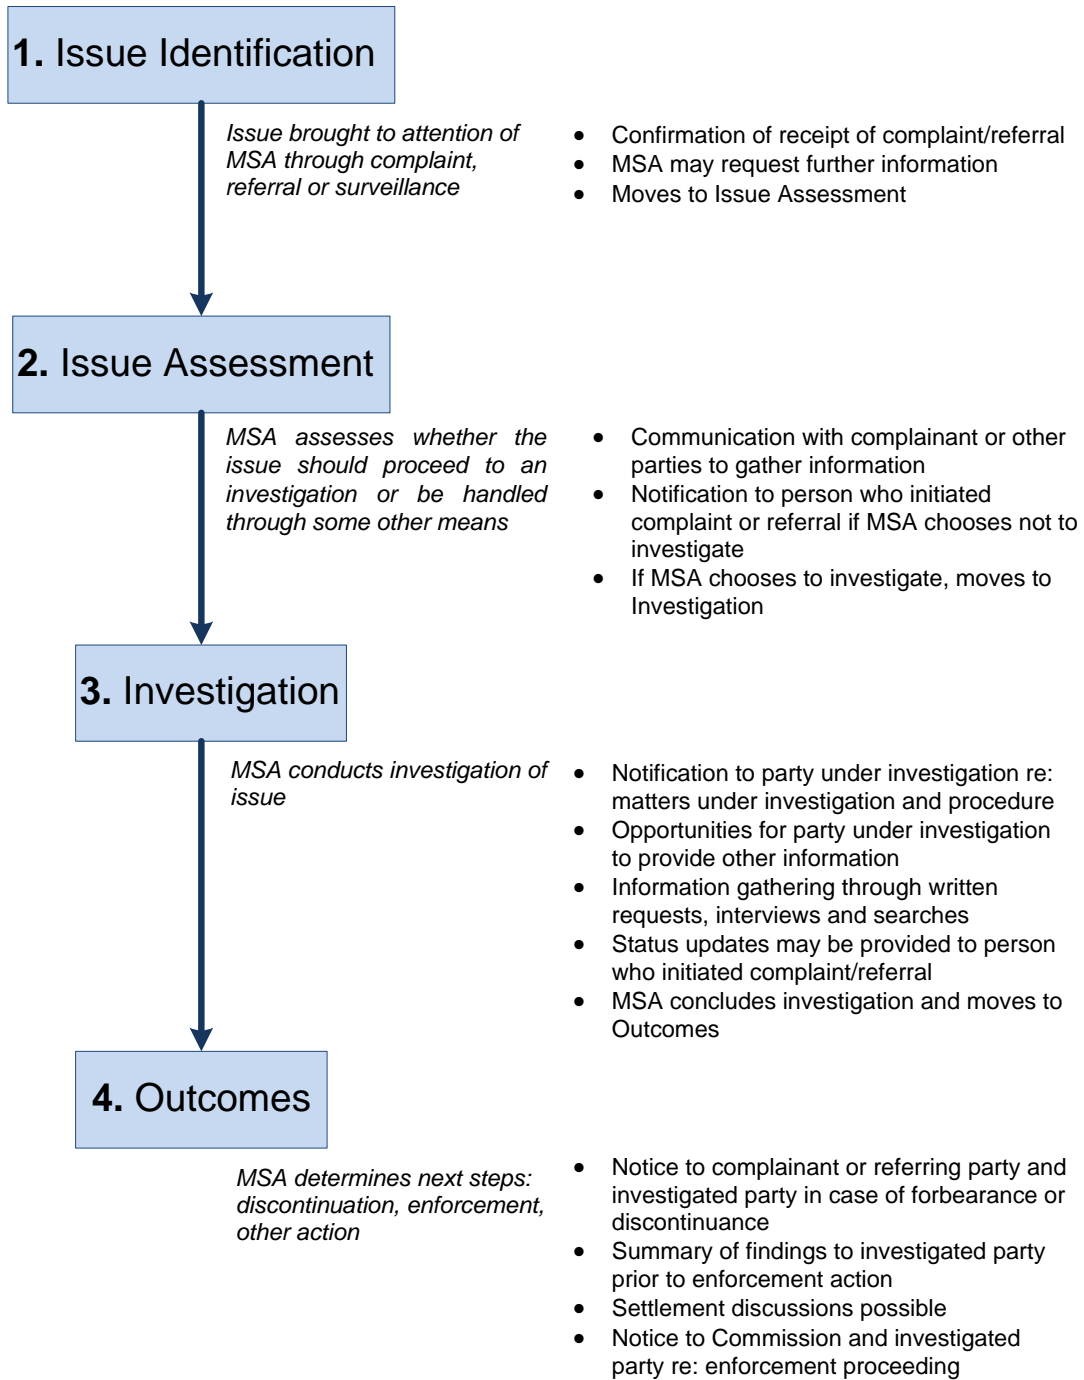 1. Issue Identification
Issue brought to attention of
MSA through complaint,
referral or surveillance
• Confirmation of receipt of complaint/referral
• MSA may request further information
• Moves to Issue Assessment
2. Issue Assessment
MSA assesses whether the
issue should proceed to an
investigation or be handled
through some other means
• Communication with complainant or other
parties to gather information
• Notification to person who initiated
complaint or referral if MSA chooses not to
investigate
• If MSA chooses to investigate, moves to
Investigation
3. Investigation
MSA conducts investigation of
issue
• Notification to party under investigation re:
matters under investigation and procedure
• Opportunities for party under investigation
to provide other information
• Information gathering through written
requests, interviews and searches
• Status updates may be provided to person
who initiated complaint/referral
• MSA concludes investigation and moves to
Outcomes
4. Outcomes
MSA determines next steps:
discontinuation, enforcement,
other action
• Notice to complainant or referring party and
investigated party in case of forbearance or
discontinuance
• Summary of findings to investigated party
prior to enforcement action
• Settlement discussions possible
• Notice to Commission and investigated
party re: enforcement proceeding